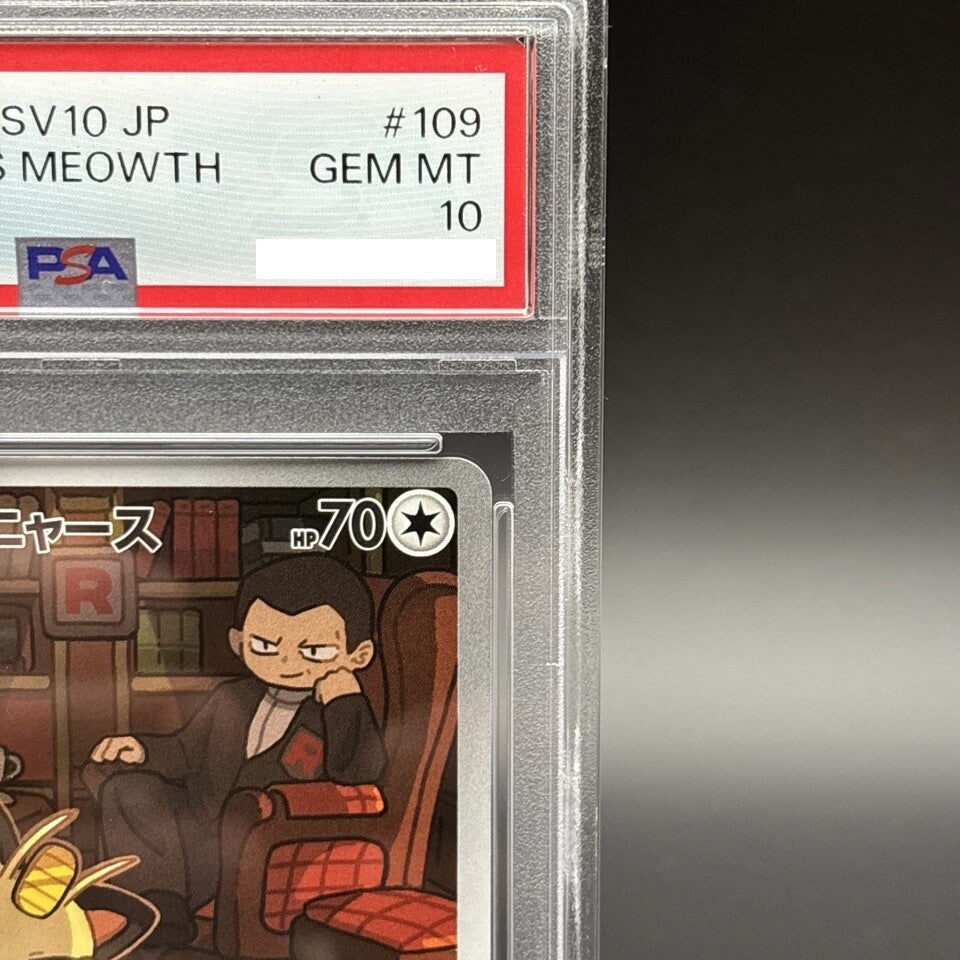 SV10 JP #109
S MEOWTH GEM MT
10
PSA
ニャース HP70
R
R